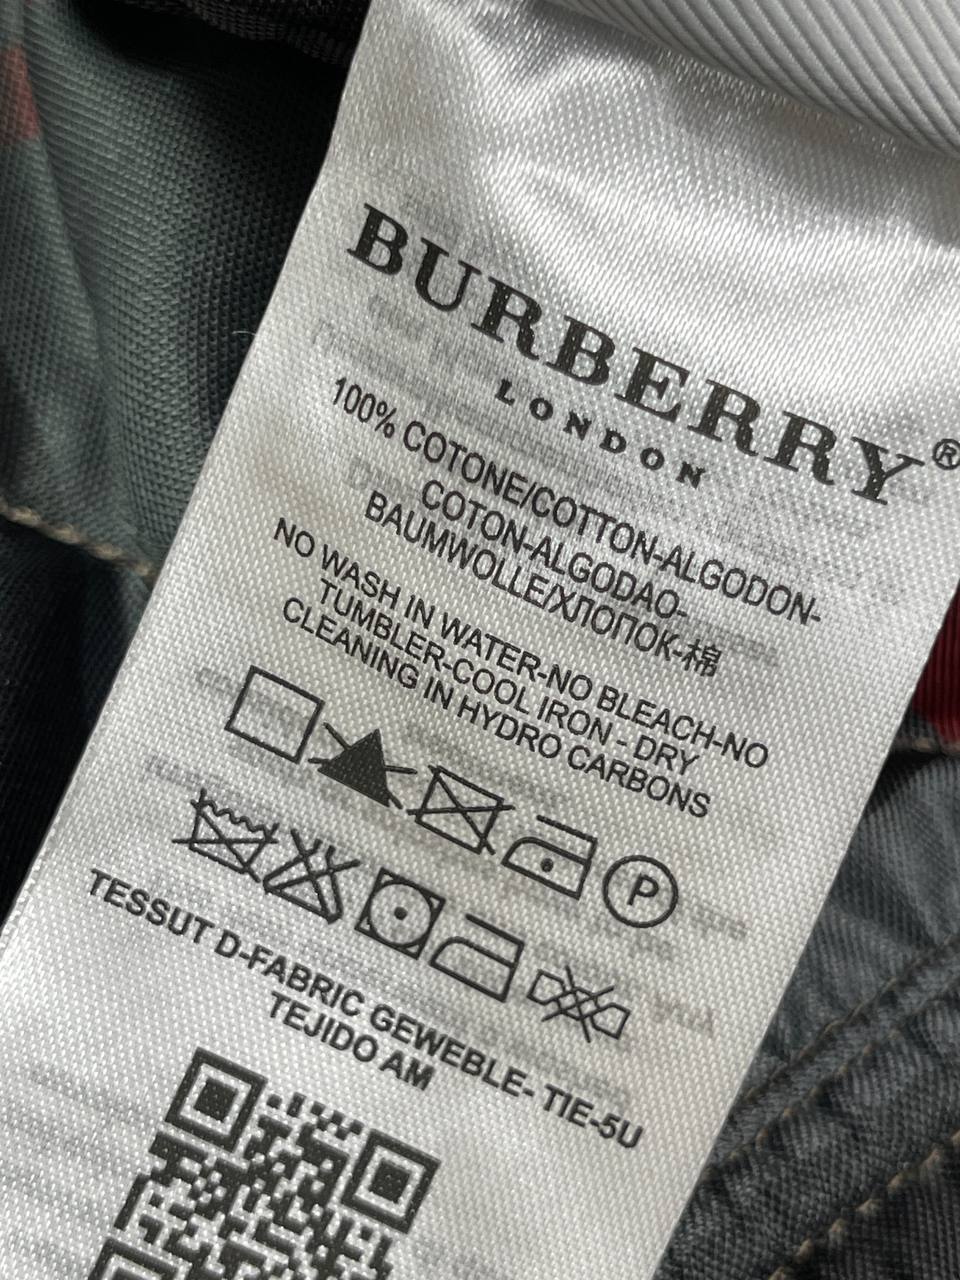 BURBERRY®
LONDON
100% COTONE/COTTON-ALGODON-
COTON-ALGODAO-
BAUMWOLLE/ХЛОПОК-棉
NO WASH IN WATER-NO BLEACH-NO
TUMBLER-COOL IRON - DRY
CLEANING IN HYDRO CARBONS
P
TESSUT D-FABRIC GEWEBLE- TIE-5U
TEJIDO AM